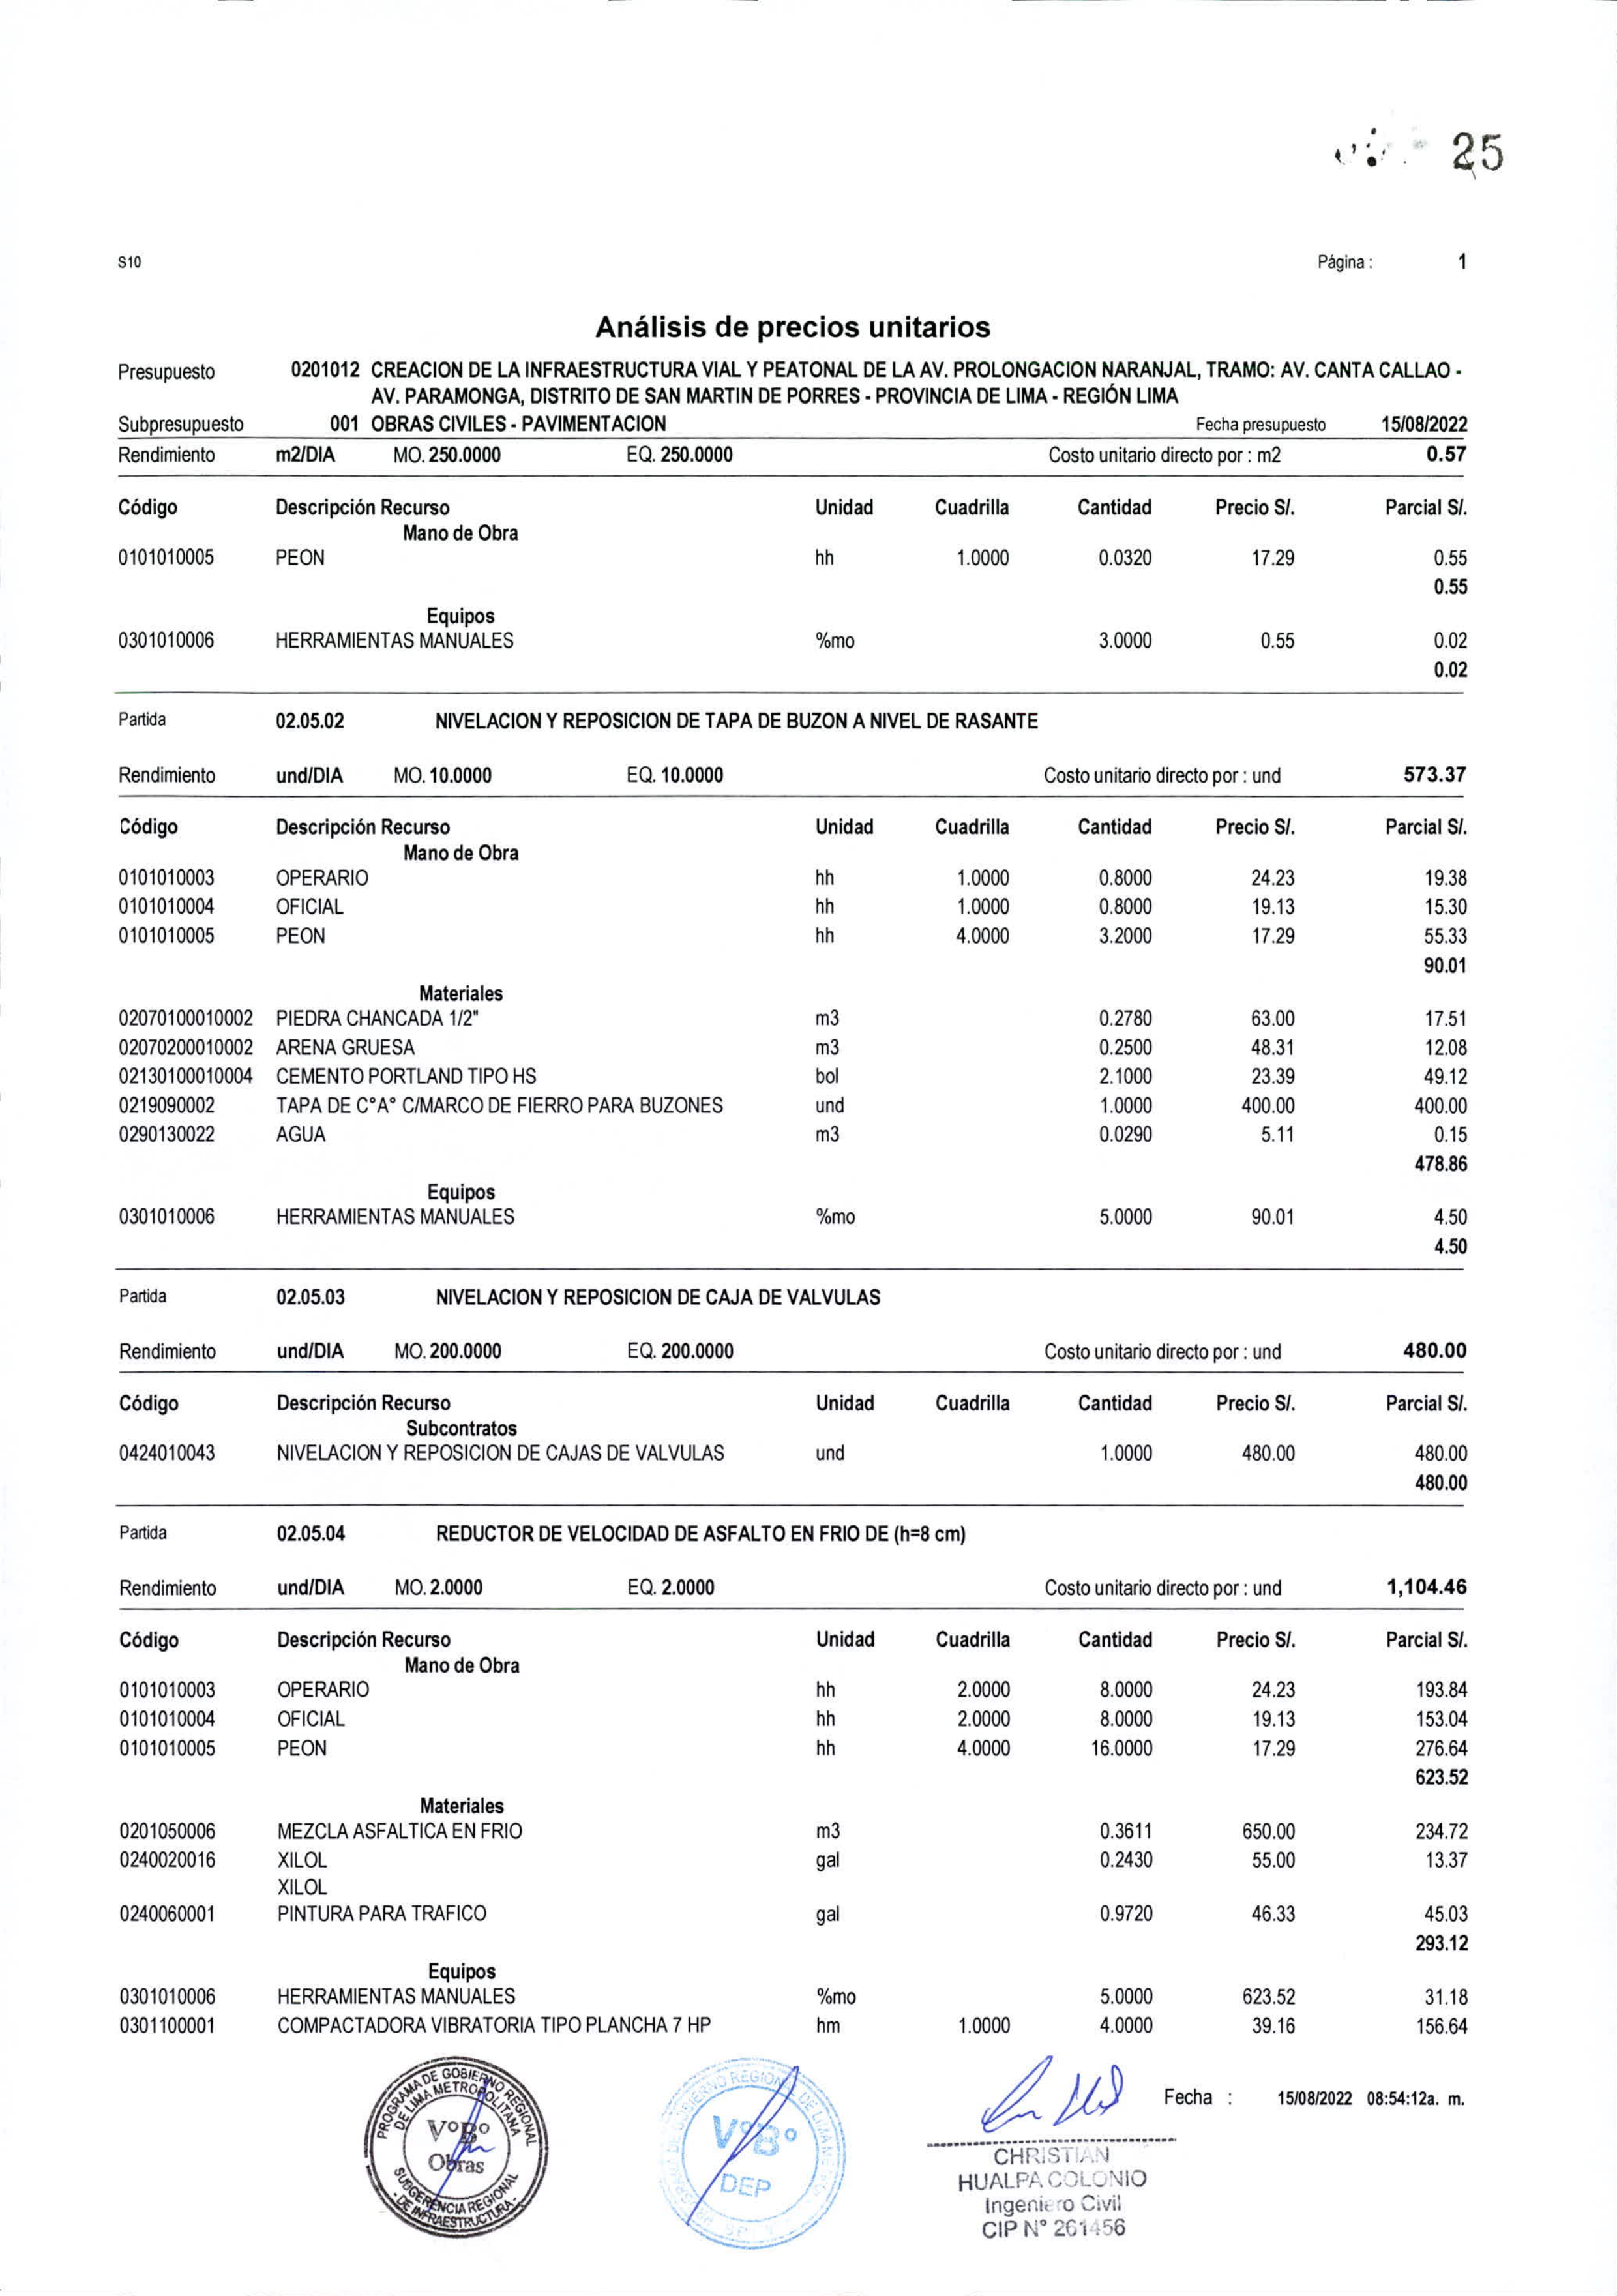 25
S10 Página : 1
Análisis de precios unitarios
Presupuesto 0201012 CREACION DE LA INFRAESTRUCTURA VIAL Y PEATONAL DE LA AV. PROLONGACION NARANJAL, TRAMO: AV. CANTA CALLAO -
AV. PARAMONGA, DISTRITO DE SAN MARTIN DE PORRES - PROVINCIA DE LIMA - REGIÓN LIMA
Subpresupuesto 001 OBRAS CIVILES - PAVIMENTACION Fecha presupuesto 15/08/2022
Rendimiento m2/DIA MO. 250.0000 EQ. 250.0000 Costo unitario directo por : m2 0.57
Código Descripción Recurso Unidad Cuadrilla Cantidad Precio S/. Parcial S/.
Mano de Obra
0101010005 PEON hh 1.0000 0.0320 17.29 0.55
0.55
Equipos
0301010006 HERRAMIENTAS MANUALES %mo 3.0000 0.55 0.02
0.02
Partida 02.05.02 NIVELACION Y REPOSICION DE TAPA DE BUZON A NIVEL DE RASANTE
Rendimiento und/DIA MO. 10.0000 EQ. 10.0000 Costo unitario directo por : und 573.37
Código Descripción Recurso Unidad Cuadrilla Cantidad Precio S/. Parcial S/.
Mano de Obra
0101010003 OPERARIO hh 1.0000 0.8000 24.23 19.38
0101010004 OFICIAL hh 1.0000 0.8000 19.13 15.30
0101010005 PEON hh 4.0000 3.2000 17.29 55.33
90.01
Materiales
02070100010002 PIEDRA CHANCADA 1/2" m3 0.2780 63.00 17.51
02070200010002 ARENA GRUESA m3 0.2500 48.31 12.08
02130100010004 CEMENTO PORTLAND TIPO HS bol 2.1000 23.39 49.12
0219090002 TAPA DE C°A° C/MARCO DE FIERRO PARA BUZONES und 1.0000 400.00 400.00
0290130022 AGUA m3 0.0290 5.11 0.15
478.86
Equipos
0301010006 HERRAMIENTAS MANUALES %mo 5.0000 90.01 4.50
4.50
Partida 02.05.03 NIVELACION Y REPOSICION DE CAJA DE VALVULAS
Rendimiento und/DIA MO. 200.0000 EQ. 200.0000 Costo unitario directo por : und 480.00
Código Descripción Recurso Unidad Cuadrilla Cantidad Precio S/. Parcial S/.
Subcontratos
0424010043 NIVELACION Y REPOSICION DE CAJAS DE VALVULAS und 1.0000 480.00 480.00
480.00
Partida 02.05.04 REDUCTOR DE VELOCIDAD DE ASFALTO EN FRIO DE (h=8 cm)
Rendimiento und/DIA MO. 2.0000 EQ. 2.0000 Costo unitario directo por : und 1,104.46
Código Descripción Recurso Unidad Cuadrilla Cantidad Precio S/. Parcial S/.
Mano de Obra
0101010003 OPERARIO hh 2.0000 8.0000 24.23 193.84
0101010004 OFICIAL hh 2.0000 8.0000 19.13 153.04
0101010005 PEON hh 4.0000 16.0000 17.29 276.64
623.52
Materiales
0201050006 MEZCLA ASFALTICA EN FRIO m3 0.3611 650.00 234.72
0240020016 XILOL gal 0.2430 55.00 13.37
XILOL
0240060001 PINTURA PARA TRAFICO gal 0.9720 46.33 45.03
293.12
Equipos
0301010006 HERRAMIENTAS MANUALES %mo 5.0000 623.52 31.18
0301100001 COMPACTADORA VIBRATORIA TIPO PLANCHA 7 HP hm 1.0000 4.0000 39.16 156.64
Fecha : 15/08/2022 08:54:12a. m.
PROGRAMA DE GOBIERNO REGIONAL
DE LIMA METROPOLITANA
V°B°
Obras
SUBGERENCIA REGIONAL
- DE INFRAESTRUCTURA -
V°B°
DEP
CHRISTIAN
HUALPA COLONIO
Ingeniero Civil
CIP N° 261456